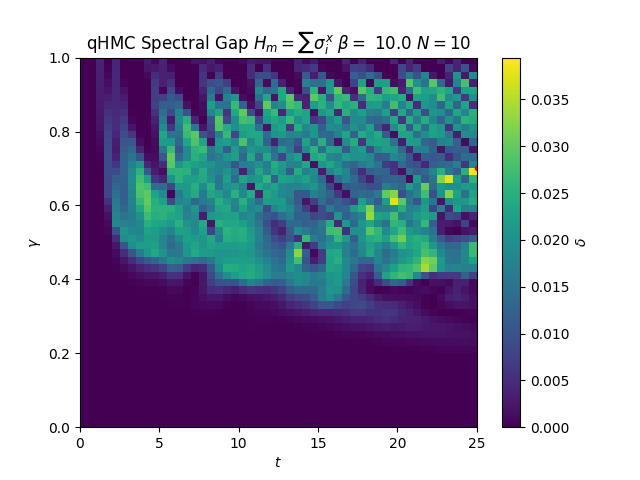 qHMC Spectral Gap $H_m = \sum \sigma_i^x$ $\beta =$ 10.0 $N = 10$
1.0
0.8
0.6
0.4
0.2
0.0
γ
0 5 10 15 20 25
t
0.035
0.030
0.025
0.020
0.015
0.010
0.005
0.000
δ